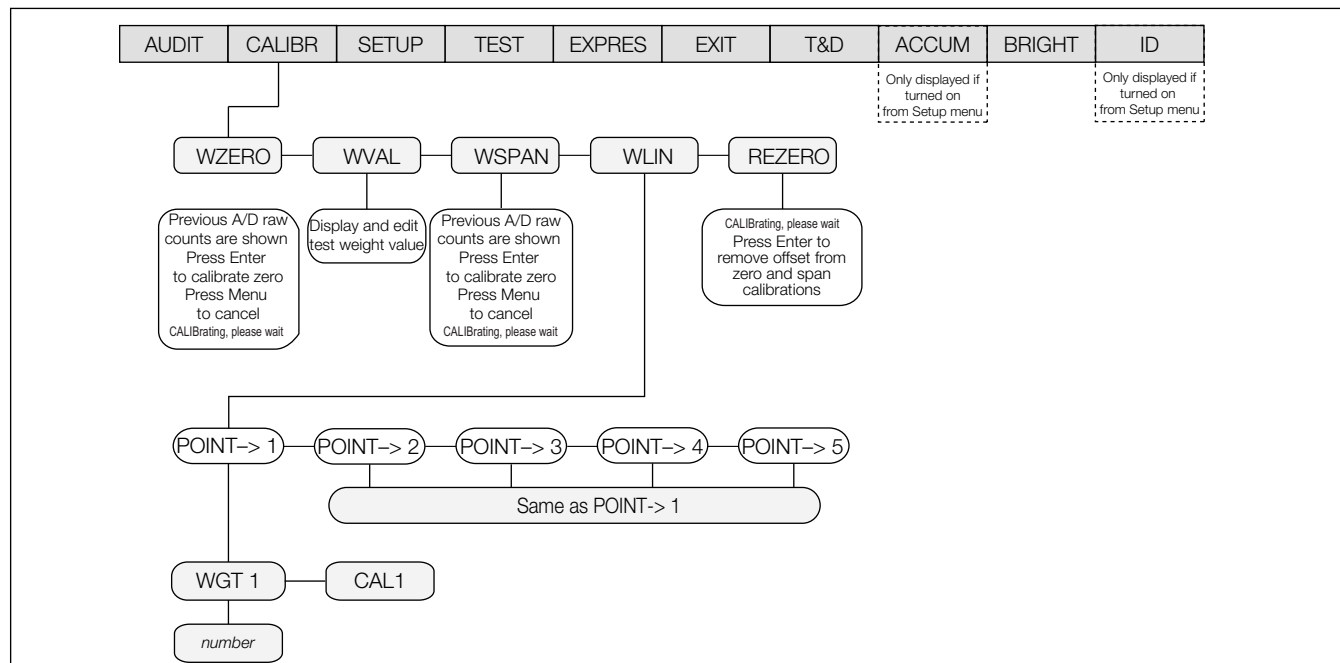 AUDIT CALIBR SETUP TEST EXPRES EXIT T&D ACCUM BRIGHT ID
Only displayed if
turned on
from Setup menu
Only displayed if
turned on
from Setup menu
WZERO WVAL WSPAN WLIN REZERO
Previous A/D raw
counts are shown
Press Enter
to calibrate zero
Press Menu
to cancel
CALIBrating, please wait
Display and edit
test weight value
Previous A/D raw
counts are shown
Press Enter
to calibrate zero
Press Menu
to cancel
CALIBrating, please wait
CALIBrating, please wait
Press Enter to
remove offset from
zero and span
calibrations
POINT–> 1 POINT–> 2 POINT–> 3 POINT–> 4 POINT–> 5
Same as POINT-> 1
WGT 1 CAL1
number